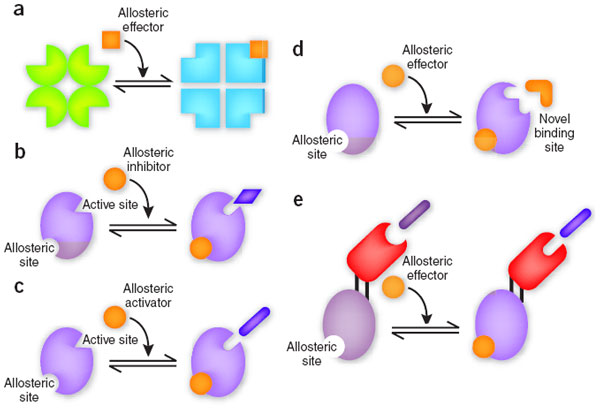 a
Allosteric
effector
b
Allosteric
inhibitor
Active site
Allosteric
site
c
Allosteric
activator
Active site
Allosteric
site
d
Allosteric
effector
Allosteric
site
Novel
binding
site
e
Allosteric
effector
Allosteric
site